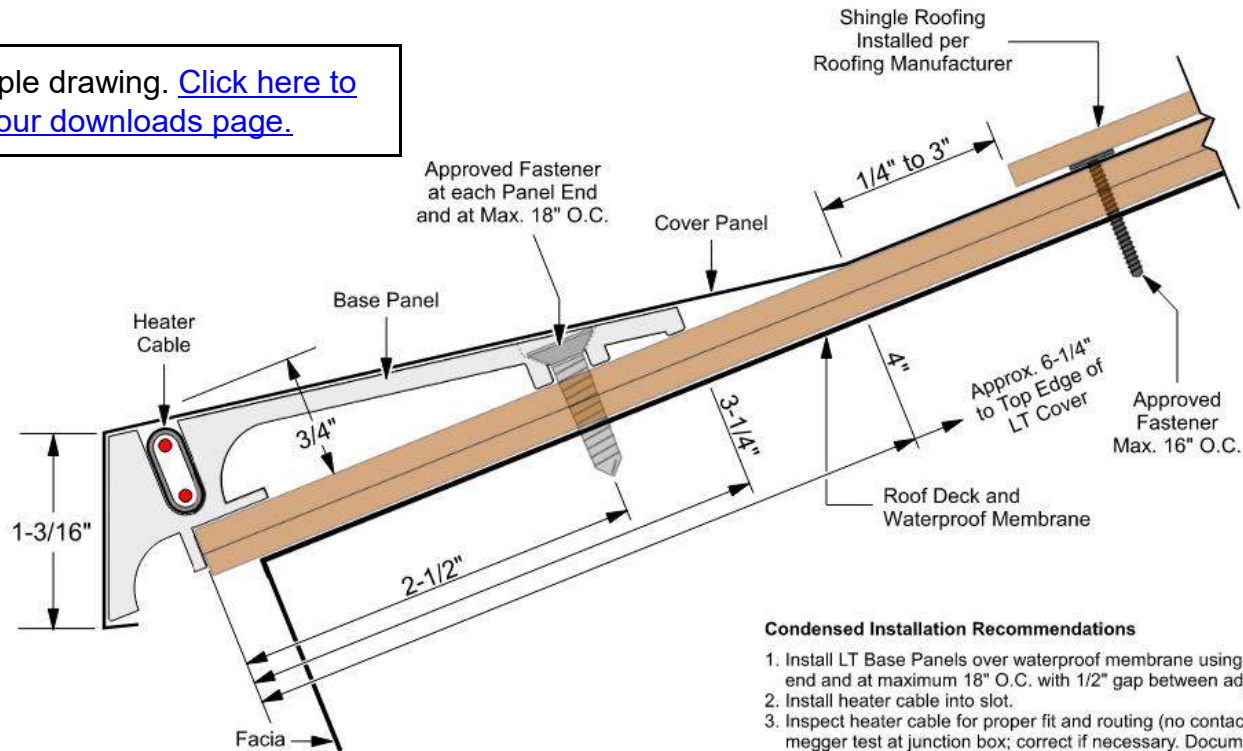 ple drawing. Click here to
our downloads page.
Shingle Roofing
Installed per
Roofing Manufacturer
1/4" to 3"
Approved Fastener
at each Panel End
and at Max. 18" O.C.
Cover Panel
Base Panel
Heater
Cable
3/4"
4"
Approx. 6-1/4"
to Top Edge of
LT Cover
3-1/4"
Approved
Fastener
Max. 16" O.C.
Roof Deck and
Waterproof Membrane
1-3/16"
2-1/2"
Facia
Condensed Installation Recommendations
1. Install LT Base Panels over waterproof membrane using
end and at maximum 18" O.C. with 1/2" gap between ad
2. Install heater cable into slot.
3. Inspect heater cable for proper fit and routing (no contac
megger test at junction box; correct if necessary. Docum